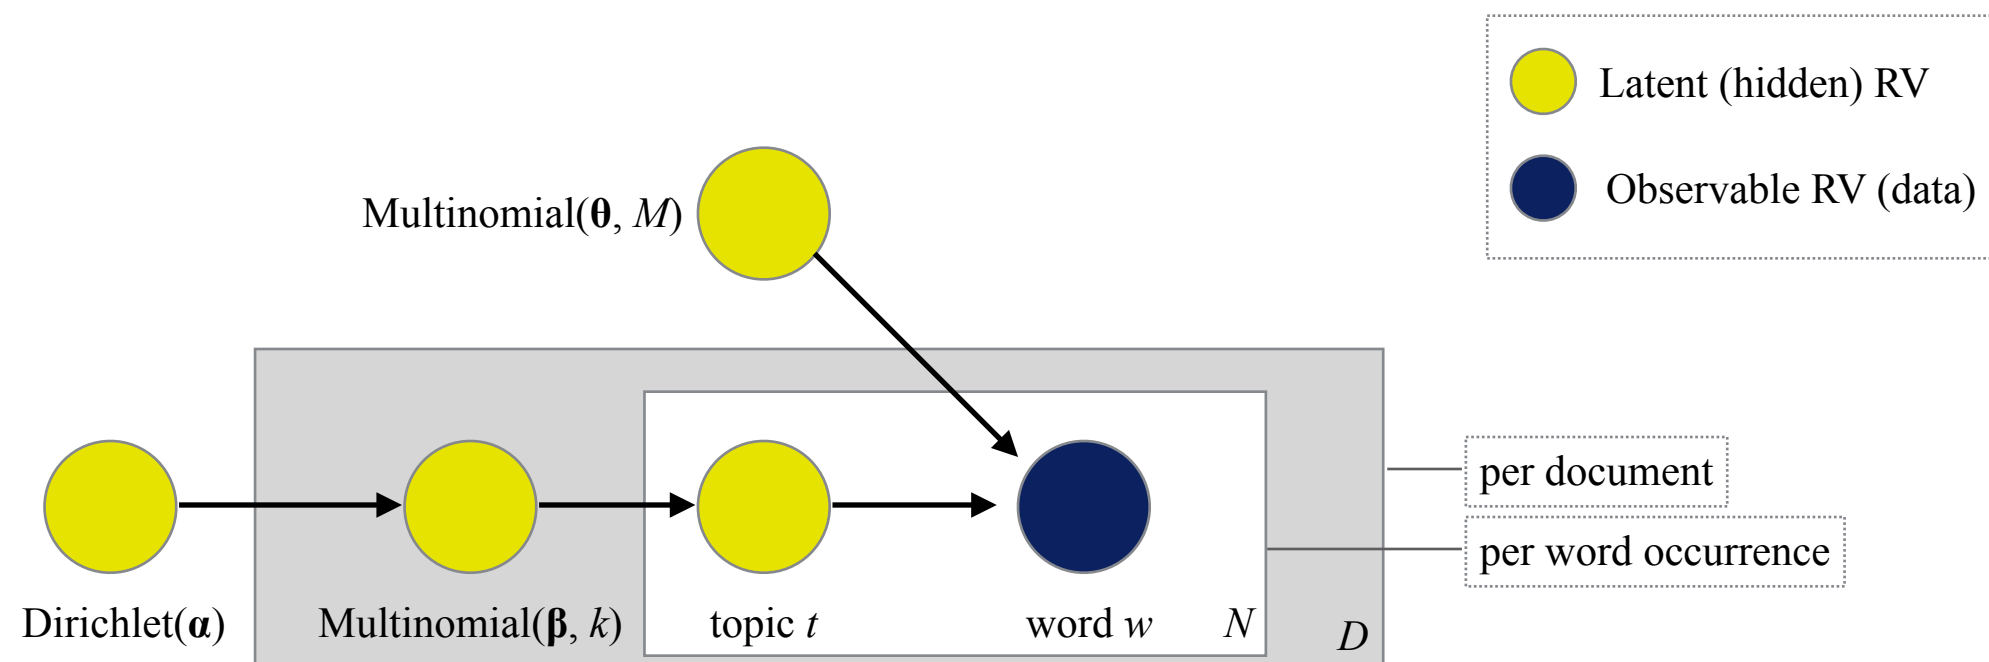 Latent (hidden) RV
Observable RV (data)
Multinomial(θ, M)
per document
per word occurrence
Dirichlet(α)
Multinomial(β, k)
topic t
word w
N
D